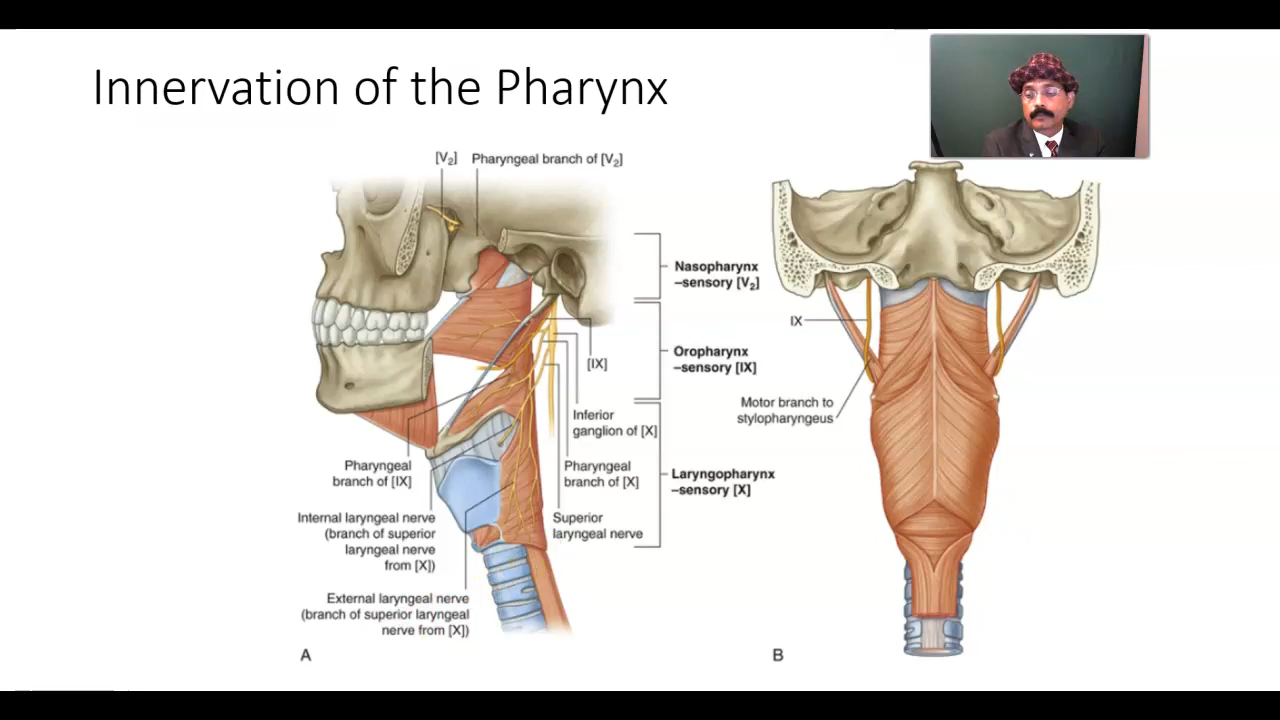 Innervation of the Pharynx
[V₂]
Pharyngeal branch of [V₂]
Nasopharynx
–sensory [V₂]
Oropharynx
–sensory [IX]
[IX]
Inferior
ganglion of [X]
Pharyngeal
branch of [IX]
Pharyngeal
branch of [X]
Laryngopharynx
–sensory [X]
Internal laryngeal nerve
(branch of superior
laryngeal nerve
from [X])
Superior
laryngeal nerve
External laryngeal nerve
(branch of superior laryngeal
nerve from [X])
A
IX
Motor branch to
stylopharyngeus
B